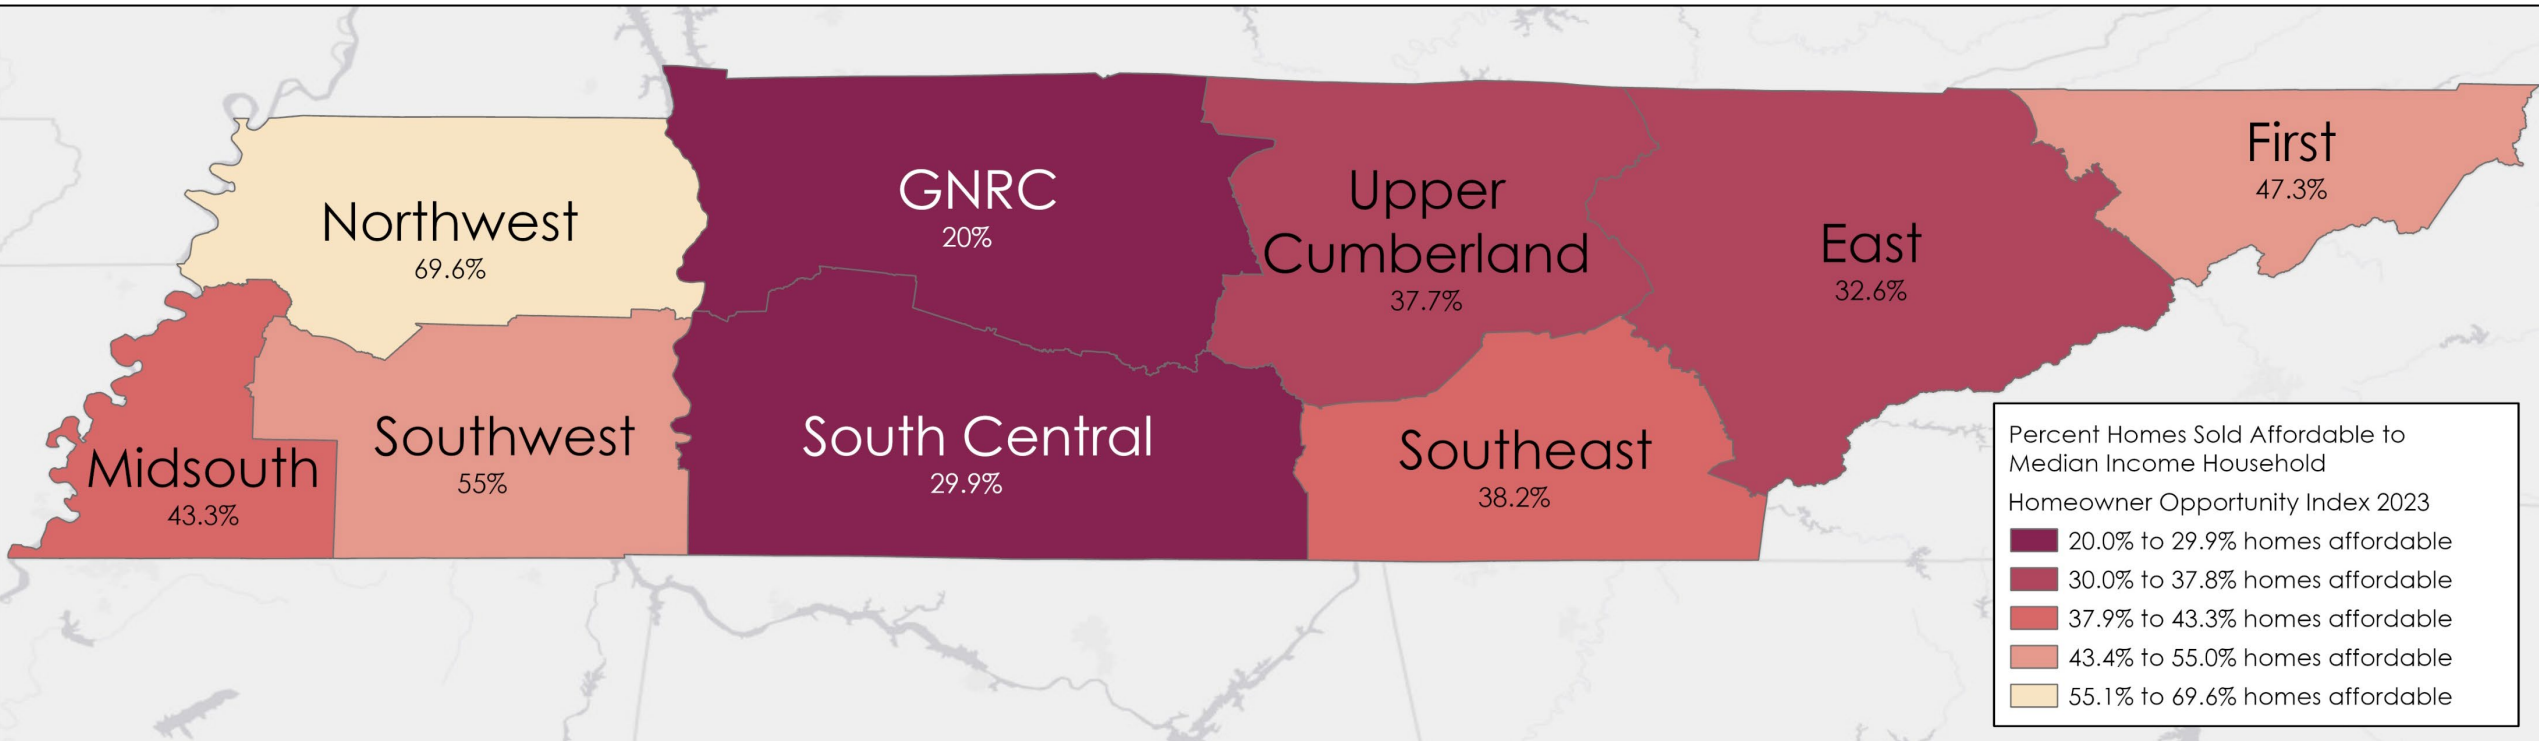 Northwest
69.6%
GNRC
20%
Upper
Cumberland
37.7%
East
32.6%
First
47.3%
Midsouth
43.3%
Southwest
55%
South Central
29.9%
Southeast
38.2%
Percent Homes Sold Affordable to
Median Income Household
Homeowner Opportunity Index 2023
20.0% to 29.9% homes affordable
30.0% to 37.8% homes affordable
37.9% to 43.3% homes affordable
43.4% to 55.0% homes affordable
55.1% to 69.6% homes affordable